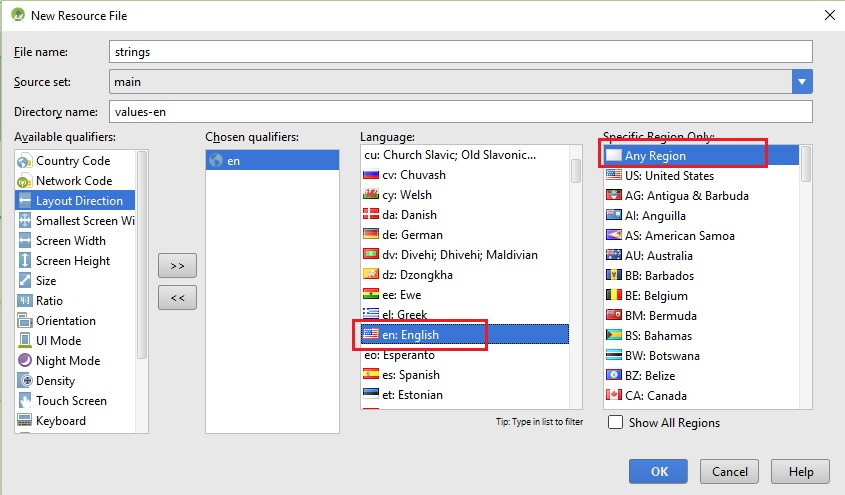 New Resource File
File name:
strings
Source set:
main
Directory name:
values-en
Available qualifiers:
Country Code
Network Code
Layout Direction
Smallest Screen Wi
Screen Width
Screen Height
Size
Ratio
Orientation
UI Mode
Night Mode
Density
Touch Screen
Keyboard
>>
<<
Chosen qualifiers:
en
Language:
cu: Church Slavic; Old Slavonic...
cv: Chuvash
cy: Welsh
da: Danish
de: German
dv: Divehi; Dhivehi; Maldivian
dz: Dzongkha
ee: Ewe
el: Greek
en: English
eo: Esperanto
es: Spanish
et: Estonian
Tip: Type in list to filter
Specific Region Only:
Any Region
US: United States
AG: Antigua & Barbuda
AI: Anguilla
AS: American Samoa
AU: Australia
BB: Barbados
BE: Belgium
BM: Bermuda
BS: Bahamas
BW: Botswana
BZ: Belize
CA: Canada
Show All Regions
OK
Cancel
Help